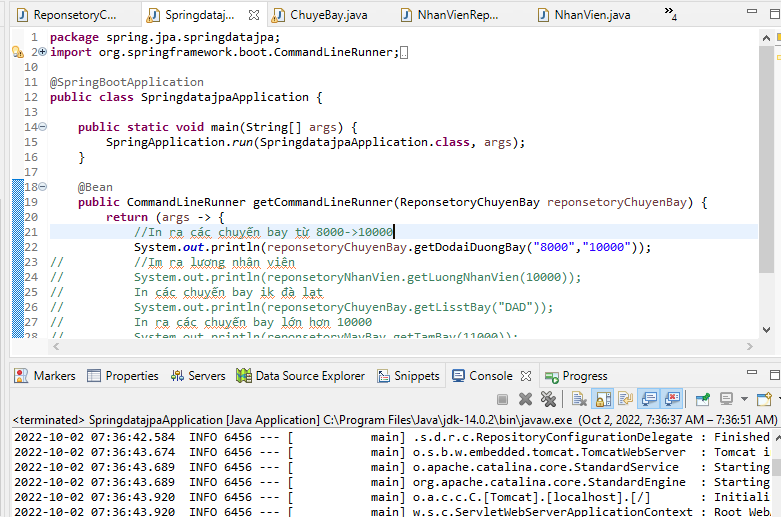 ReponsetoryC... Springdataj... ChuyeBay.java NhanVienRep... NhanVien.java »4
1 package spring.jpa.springdatajpa;
2 import org.springframework.boot.CommandLineRunner;
10
11 @SpringBootApplication
12 public class SpringdatajpaApplication {
13
14 public static void main(String[] args) {
15 SpringApplication.run(SpringdatajpaApplication.class, args);
16 }
17
18 @Bean
19 public CommandLineRunner getCommandLineRunner(ReponsetoryChuyenBay reponsetoryChuyenBay) {
20 return (args -> {
21 //In ra các chuyến bay từ 8000->10000
22 System.out.println(reponsetoryChuyenBay.getDodaiDuongBay("8000","10000"));
23 // //Im ra lương nhân viên
24 // System.out.println(reponsetoryNhanVien.getLuongNhanVien(10000));
25 // In các chuyến bay ik đà lạt
26 // System.out.println(reponsetoryChuyenBay.getLisstBay("DAD"));
27 // In ra các chuyến bay lớn hơn 10000
28 // System.out.println(reponsetoryMayBay.getTamBay(11000));
Markers Properties Servers Data Source Explorer Snippets Console Progress
<terminated> SpringdatajpaApplication [Java Application] C:\Program Files\Java\jdk-14.0.2\bin\javaw.exe (Oct 2, 2022, 7:36:37 AM – 7:36:51 AM)
2022-10-02 07:36:42.584 INFO 6456 --- [ main] .s.d.r.c.RepositoryConfigurationDelegate : Finished
2022-10-02 07:36:43.674 INFO 6456 --- [ main] o.s.b.w.embedded.tomcat.TomcatWebServer : Tomcat i
2022-10-02 07:36:43.689 INFO 6456 --- [ main] o.apache.catalina.core.StandardService : Starting
2022-10-02 07:36:43.689 INFO 6456 --- [ main] org.apache.catalina.core.StandardEngine : Starting
2022-10-02 07:36:43.920 INFO 6456 --- [ main] o.a.c.c.C.[Tomcat].[localhost].[/] : Initiali
2022-10-02 07:36:43.920 INFO 6456 --- [ main] w.s.c.ServletWebServerApplicationContext : Root Web